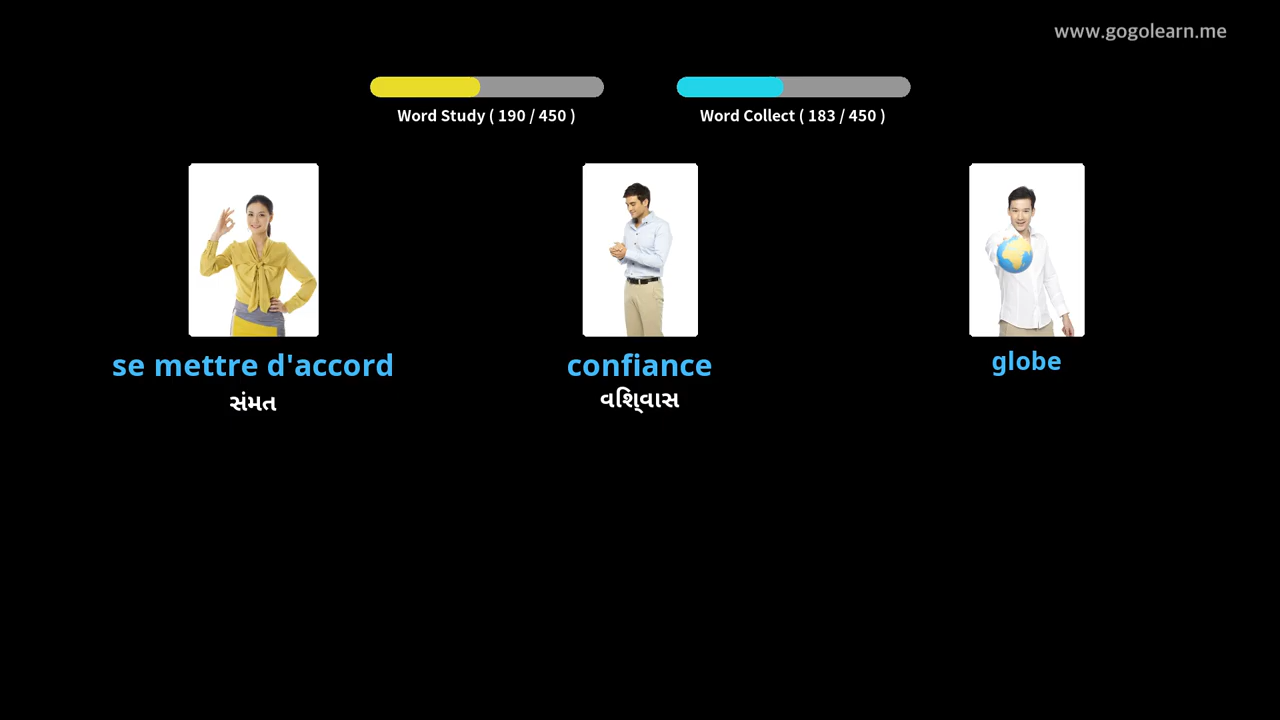 www.gogolearn.me
Word Study ( 190 / 450 )
Word Collect ( 183 / 450 )
se mettre d'accord
સંમત
confiance
વિશ્વાસ
globe